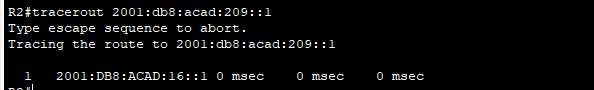 R2#tracerout 2001:db8:acad:209::1
Type escape sequence to abort.
Tracing the route to 2001:db8:acad:209::1
1 2001:DB8:ACAD:16::1 0 msec 0 msec 0 msec